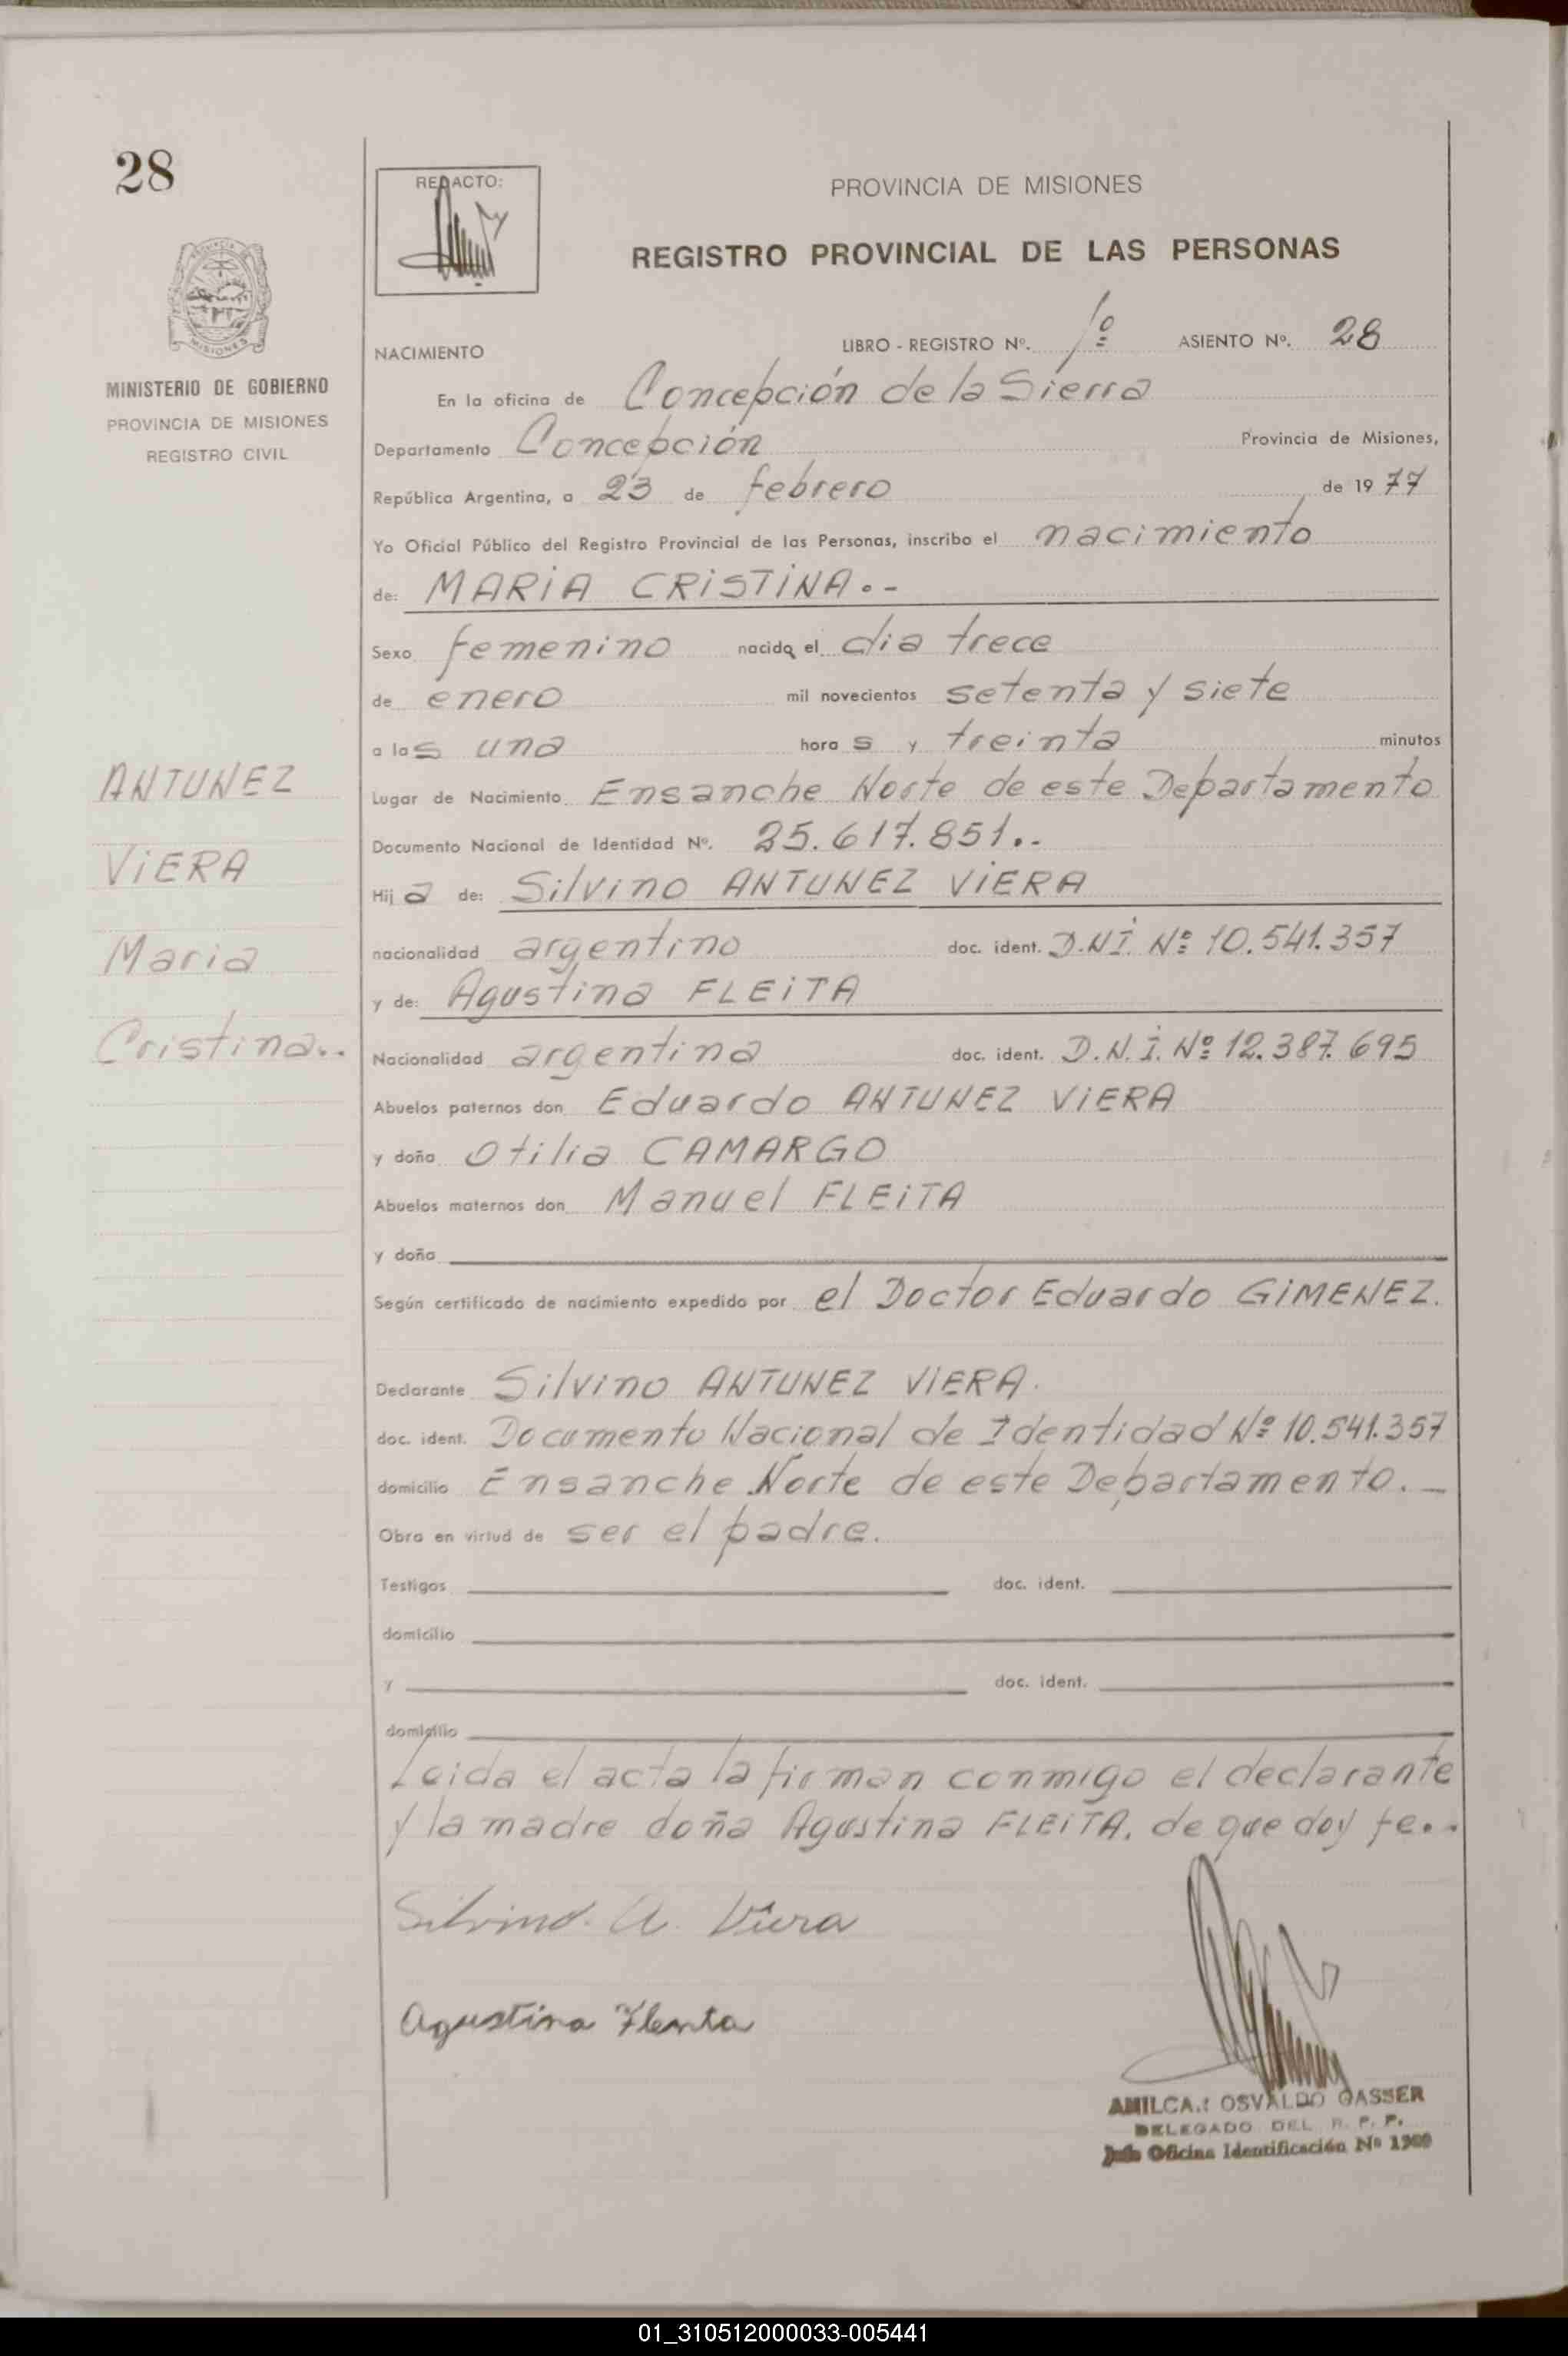 28
REDACTO:
PROVINCIA DE MISIONES
REGISTRO PROVINCIAL DE LAS PERSONAS
MISIONES
MINISTERIO DE GOBIERNO
PROVINCIA DE MISIONES
REGISTRO CIVIL
NACIMIENTO LIBRO - REGISTRO Nº. 1º ASIENTO Nº. 28
En la oficina de Concepción de la Sierra
Departamento Concepción Provincia de Misiones,
República Argentina, a 23 de febrero de 1977
Yo Oficial Público del Registro Provincial de las Personas, inscribo el nacimiento
de: MARiA CRiSTiNA.-
Sexo femenino nacida el dia trece
de enero mil novecientos setenta y siete
a las una horas y treinta minutos
Lugar de Nacimiento Ensanche Norte de este Departamento
Documento Nacional de Identidad Nº. 25.617.851.-
Hija de: Silvino ANTUNEZ ViERA
nacionalidad argentino doc. ident. D.N.I. Nº 10.541.357
y de: Agustina FLEiTA
Nacionalidad argentina doc. ident. D.N.I. Nº 12.387.695
Abuelos paternos don Eduardo ANTUNEZ ViERA
y doña Otilia CAMARGO
Abuelos maternos don Manuel FLEiTA
y doña
Según certificado de nacimiento expedido por el Doctor Eduardo GiMENEZ.
Declarante Silvino ANTUNEZ ViERA.
doc. ident. Documento Nacional de Identidad Nº 10.541.357
domicilio Ensanche Norte de este Departamento.-
Obra en virtud de ser el padre.
Testigos doc. ident.
domicilio
y doc. ident.
domicilio
Leida el acta la firman conmigo el declarante
y la madre doña Agustina FLEiTA, de que doy fe..
ANTUNEZ
ViERA
Maria
Cristina..
Silvino. A. Viera
Agustina Fleita
AMILCAR OSVALDO GASSER
DELEGADO DEL R. P. P.
Jefe Oficina Identificación Nº 1300
01_310512000033-005441